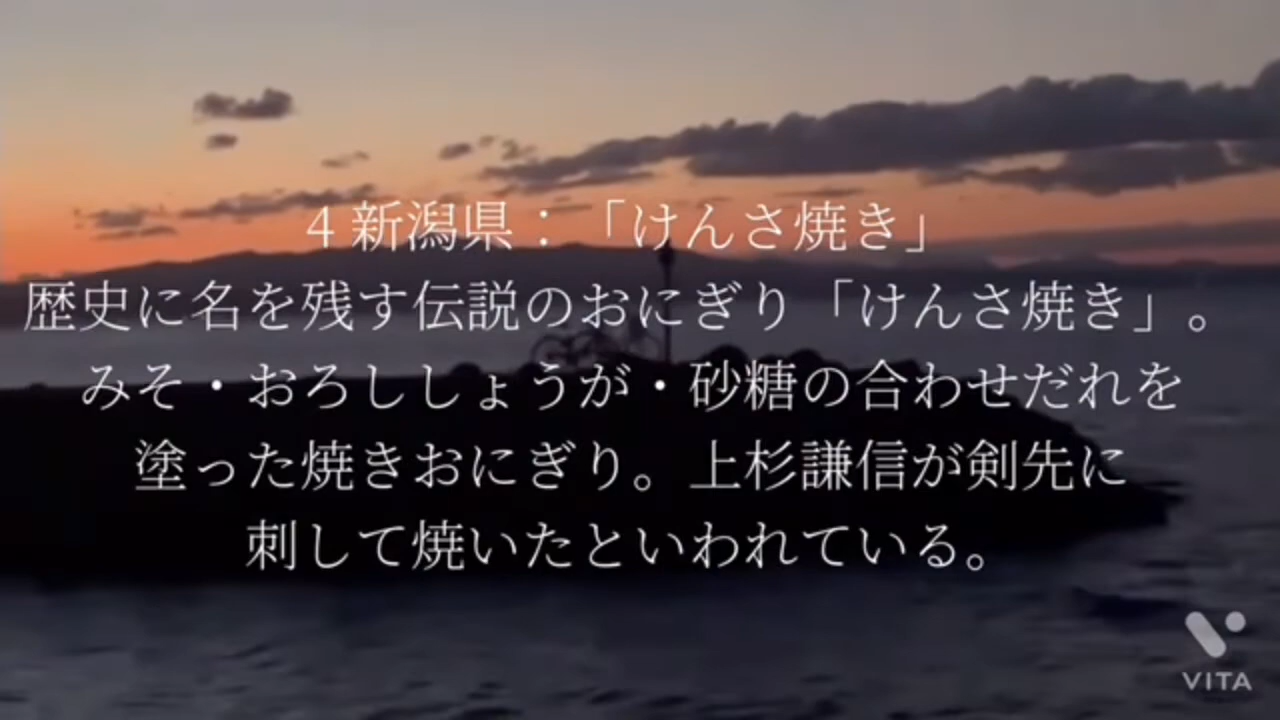 4 新潟県：「けんさ焼き」
歴史に名を残す伝説のおにぎり「けんさ焼き」。
みそ・おろししょうが・砂糖の合わせだれを
塗った焼きおにぎり。上杉謙信が剣先に
刺して焼いたといわれている。
VITA